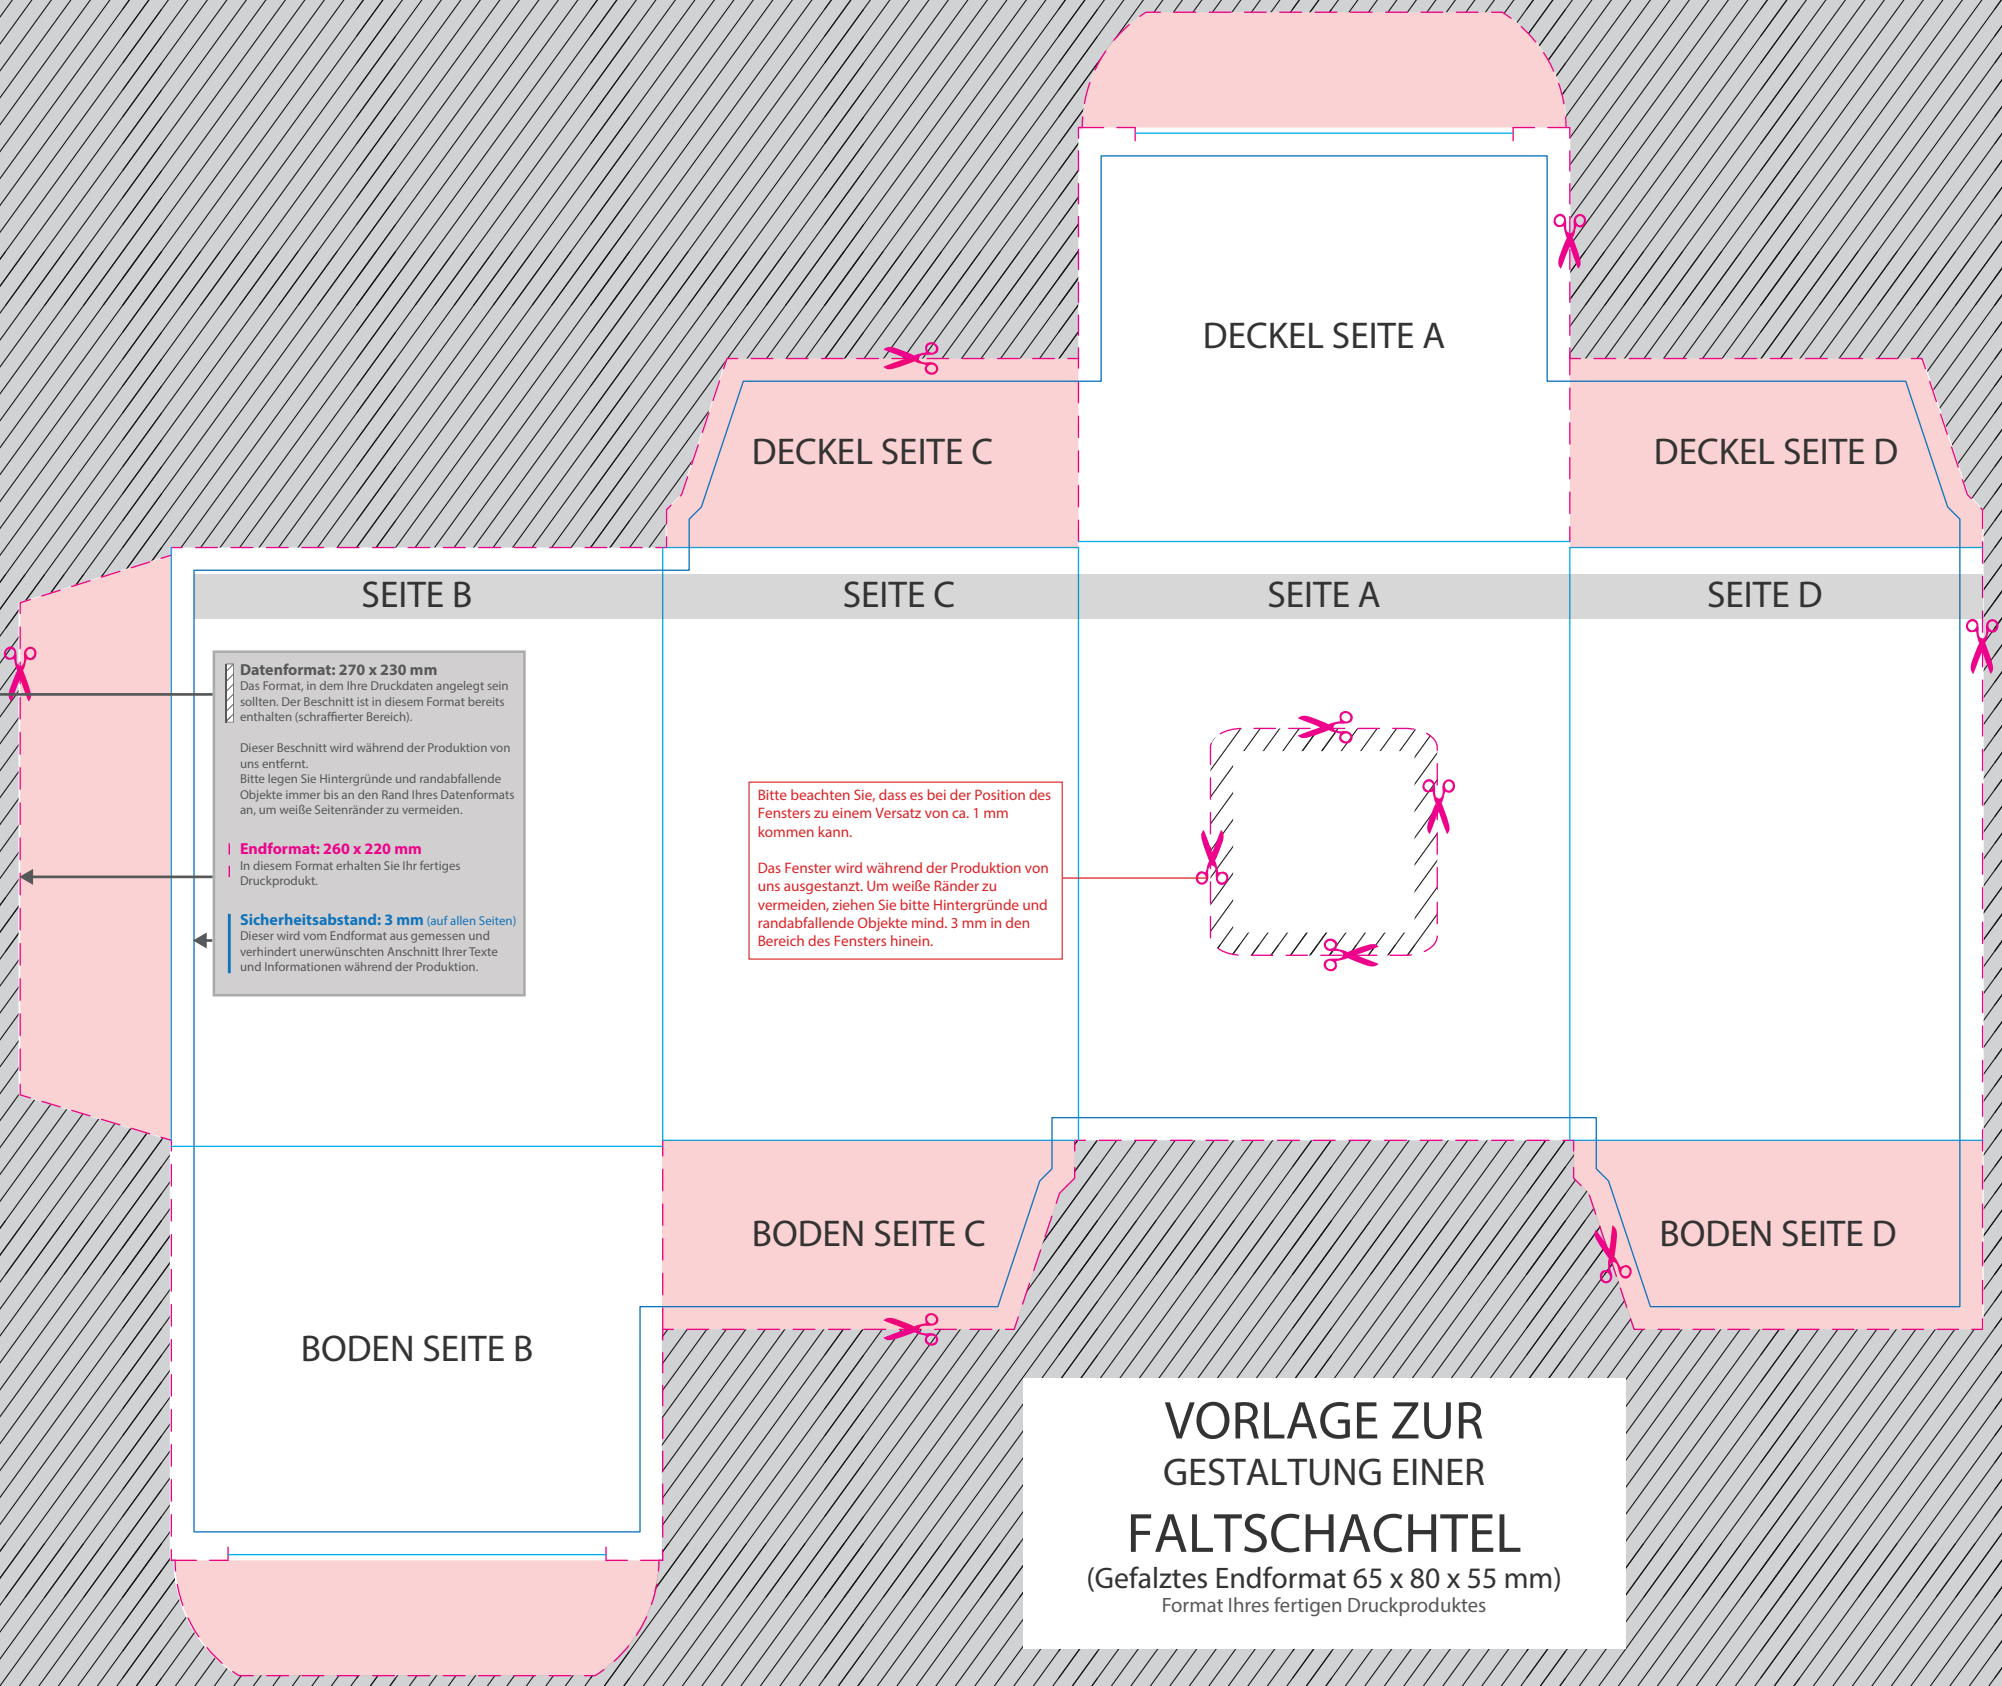 DECKEL SEITE A
DECKEL SEITE C
DECKEL SEITE D
SEITE B
SEITE C
SEITE A
SEITE D
Datenformat: 270 x 230 mm
Das Format, in dem Ihre Druckdaten angelegt sein
sollten. Der Beschnitt ist in diesem Format bereits
enthalten (schraffierter Bereich).
Dieser Beschnitt wird während der Produktion von
uns entfernt.
Bitte legen Sie Hintergründe und randabfallende
Objekte immer bis an den Rand Ihres Datenformats
an, um weiße Seitenränder zu vermeiden.
Endformat: 260 x 220 mm
In diesem Format erhalten Sie Ihr fertiges
Druckprodukt.
Sicherheitsabstand: 3 mm (auf allen Seiten)
Dieser wird vom Endformat aus gemessen und
verhindert unerwünschten Anschnitt Ihrer Texte
und Informationen während der Produktion.
Bitte beachten Sie, dass es bei der Position des
Fensters zu einem Versatz von ca. 1 mm
kommen kann.
Das Fenster wird während der Produktion von
uns ausgestanzt. Um weiße Ränder zu
vermeiden, ziehen Sie bitte Hintergründe und
randabfallende Objekte mind. 3 mm in den
Bereich des Fensters hinein.
BODEN SEITE C
BODEN SEITE D
BODEN SEITE B
VORLAGE ZUR
GESTALTUNG EINER
FALTSCHACHTEL
(Gefalztes Endformat 65 x 80 x 55 mm)
Format Ihres fertigen Druckproduktes